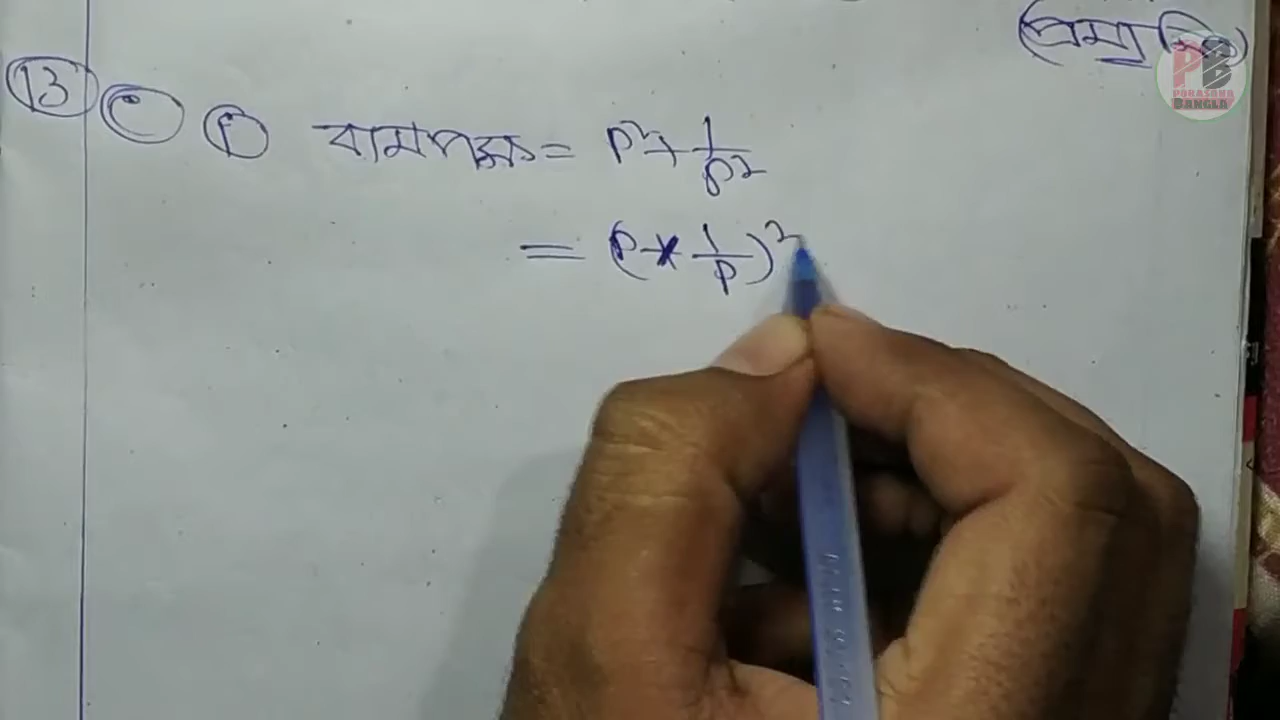 (প্রমাণিত)
PB
PORASONA
BANGLA
13 (i) বামপক্ষ = P² + 1/P²
= (P - 1/P)²